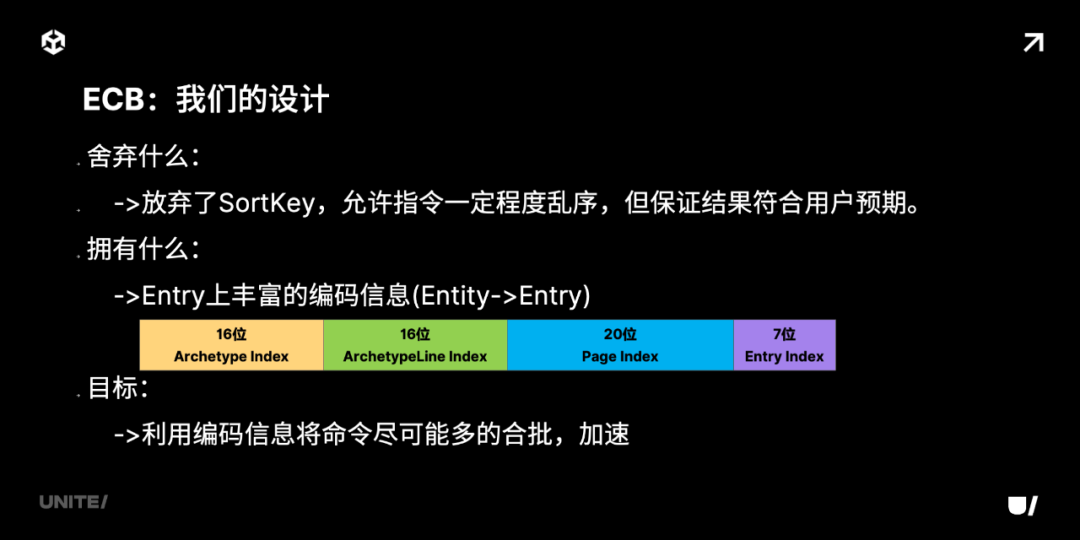 ECB：我们的设计
舍弃什么：
->放弃了SortKey，允许指令一定程度乱序，但保证结果符合用户预期。
拥有什么：
->Entry上丰富的编码信息(Entity->Entry)
16位 16位 20位 7位
Archetype Index ArchetypeLine Index Page Index Entry Index
目标：
->利用编码信息将命令尽可能多的合批，加速
UNITE/